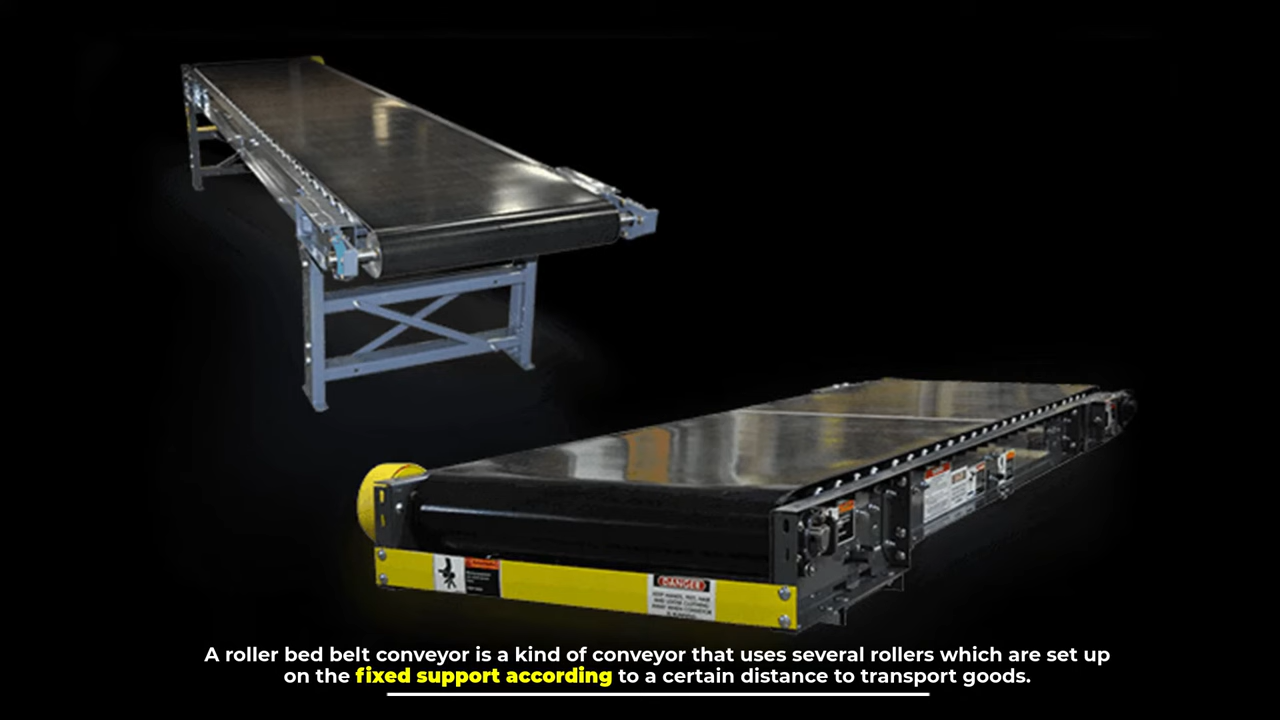 DANGER
A roller bed belt conveyor is a kind of conveyor that uses several rollers which are set up
on the fixed support according to a certain distance to transport goods.